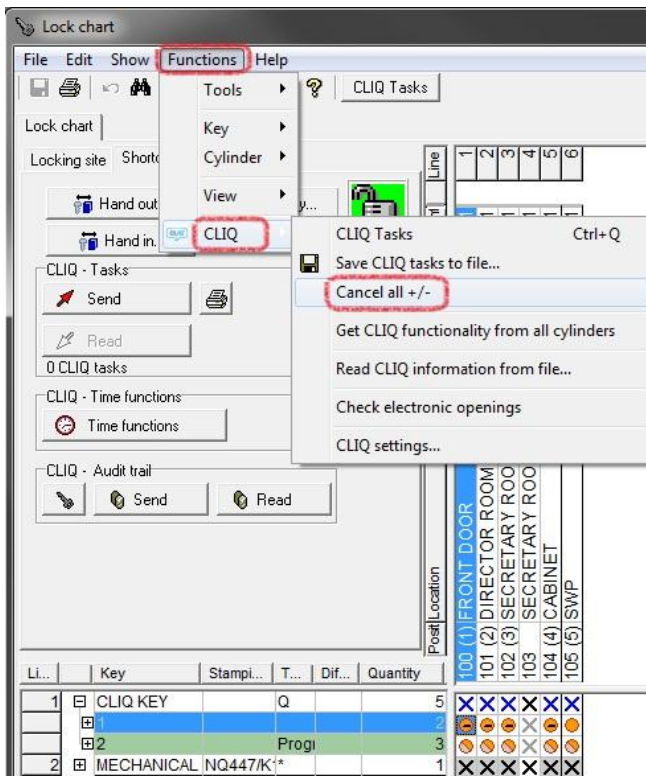 Lock chart
File Edit Show Functions Help
CLIQ Tasks
Lock chart
Locking site
Hand out
Hand in.
CLIQ - Tasks
Send
Read
0 CLIQ tasks
CLIQ - Time functions
Time functions
CLIQ - Audit trail
Send Read
Tools
Key
Cylinder
View
CLIQ
CLIQ Tasks Ctrl+Q
Save CLIQ tasks to file...
Cancel all +/-
Get CLIQ functionality from all cylinders
Read CLIQ information from file...
Check electronic openings
CLIQ settings...
Line
1 2 3 4 5 6
Posit Location
100 (1) FRONT DOOR
101 (2) DIRECTOR ROOM
102 (3) SECRETARY ROO
103 SECRETARY ROO
104 (4) CABINET
105 (5) SWP
Li... Key Stampi... T... Dif... Quantity
1 CLIQ KEY Q 5
1 2
2 Progr 3
2 MECHANICAL NQ447/K * 1